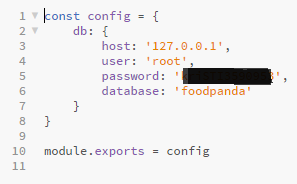 1 const config = {
2 db: {
3 host: '127.0.0.1',
4 user: 'root',
5 password: '',
6 database: 'foodpanda'
7 }
8 }
9
10 module.exports = config
11